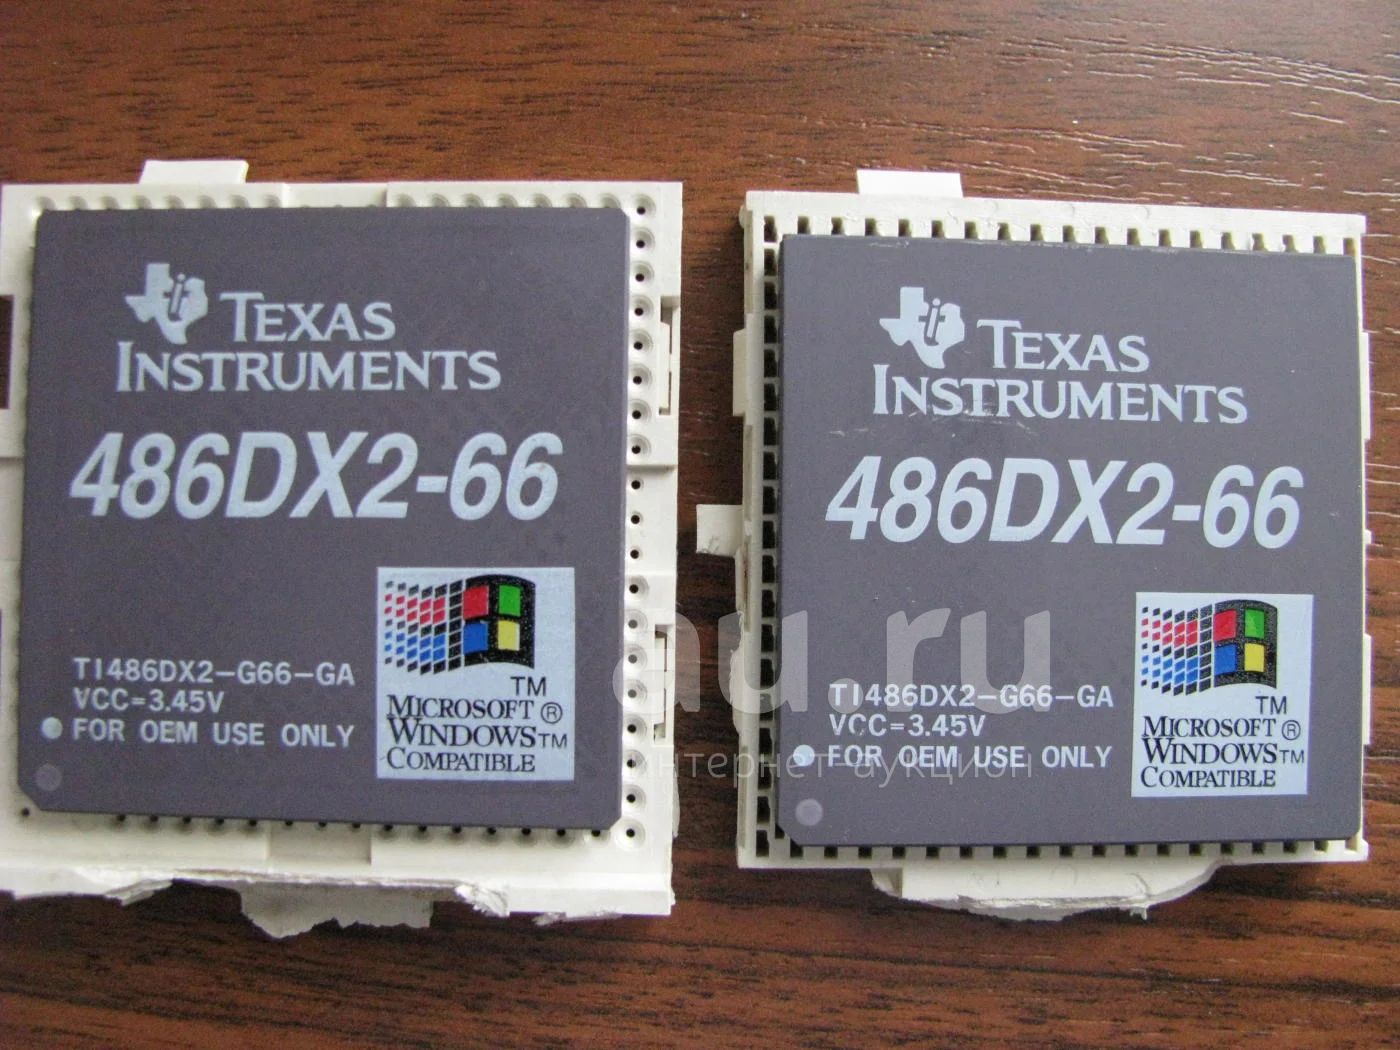 TEXAS
INSTRUMENTS
486DX2-66
TI486DX2-G66-GA
VCC=3.45V
FOR OEM USE ONLY
TM
MICROSOFT®
WINDOWS TM
COMPATIBLE
TEXAS
INSTRUMENTS
486DX2-66
TI486DX2-G66-GA
VCC=3.45V
FOR OEM USE ONLY
TM
MICROSOFT®
WINDOWS TM
COMPATIBLE
au.ru
интернет аукцион